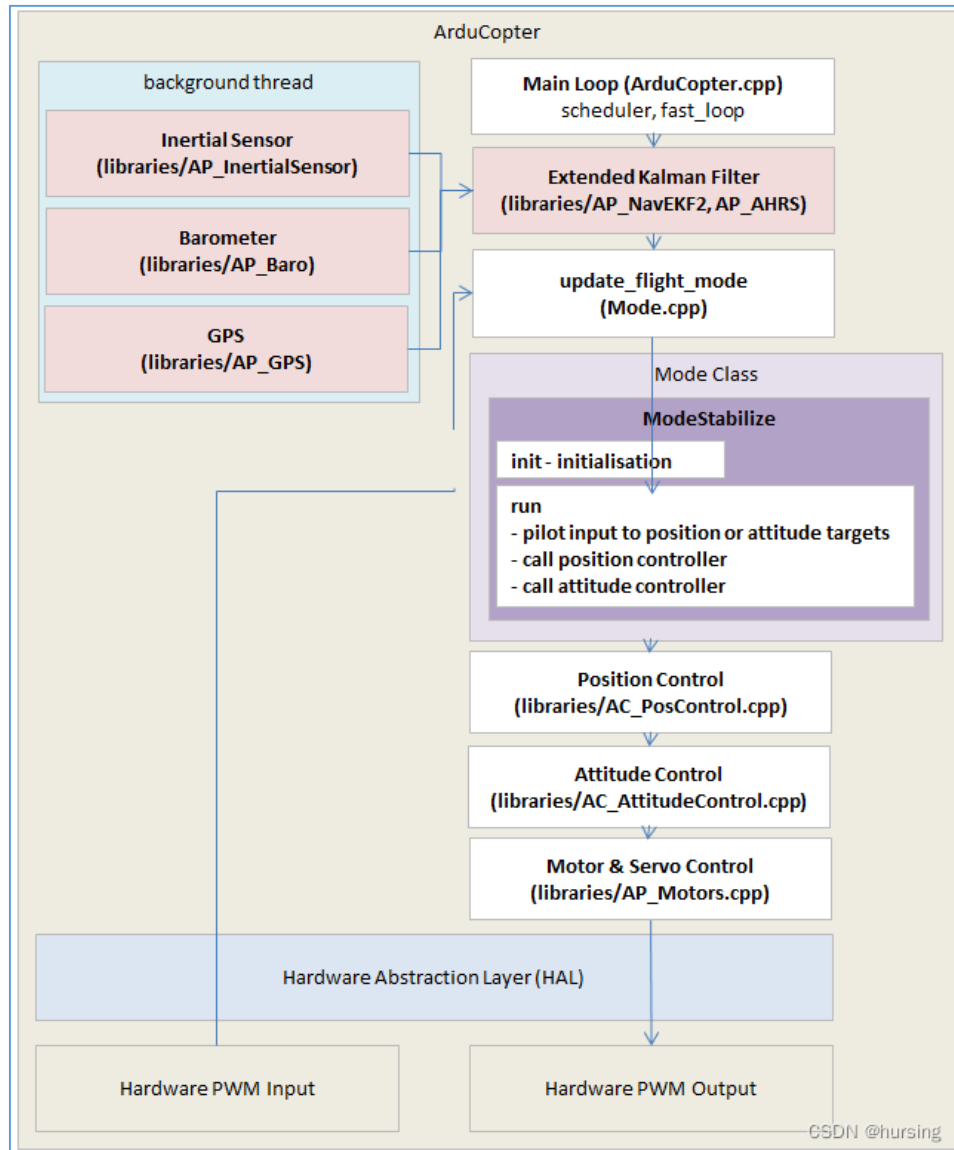 ArduCopter
background thread
Inertial Sensor
(libraries/AP_InertialSensor)
Barometer
(libraries/AP_Baro)
GPS
(libraries/AP_GPS)
Main Loop (ArduCopter.cpp)
scheduler, fast_loop
Extended Kalman Filter
(libraries/AP_NavEKF2, AP_AHRS)
update_flight_mode
(Mode.cpp)
Mode Class
ModeStabilize
init - initialisation
run
- pilot input to position or attitude targets
- call position controller
- call attitude controller
Position Control
(libraries/AC_PosControl.cpp)
Attitude Control
(libraries/AC_AttitudeControl.cpp)
Motor & Servo Control
(libraries/AP_Motors.cpp)
Hardware Abstraction Layer (HAL)
Hardware PWM Input
Hardware PWM Output
CSDN @hursing